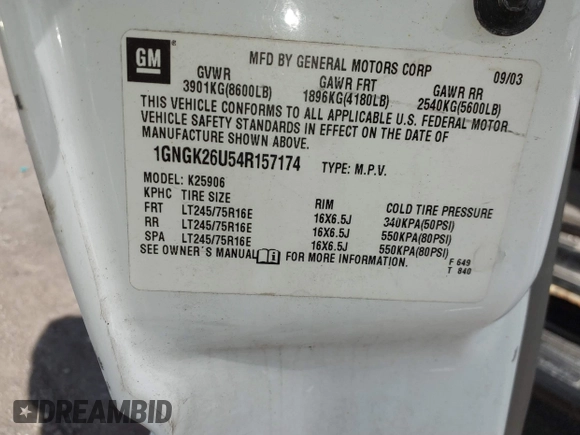 GM
MFD BY GENERAL MOTORS CORP 09/03
GVWR GAWR FRT GAWR RR
3901KG(8600LB) 1896KG(4180LB) 2540KG(5600LB)
THIS VEHICLE CONFORMS TO ALL APPLICABLE U.S. FEDERAL MOTOR
VEHICLE SAFETY STANDARDS IN EFFECT ON THE DATE OF
MANUFACTURE SHOWN ABOVE.
1GNGK26U54R157174 TYPE: M.P.V.
MODEL: K25906
KPHC TIRE SIZE RIM COLD TIRE PRESSURE
FRT LT245/75R16E 16X6.5J 340KPA(50PSI)
RR LT245/75R16E 16X6.5J 550KPA(80PSI)
SPA LT245/75R16E 16X6.5J 550KPA(80PSI)
SEE OWNER'S MANUAL i FOR MORE INFORMATION.
F 649
T 840
DREAMBID